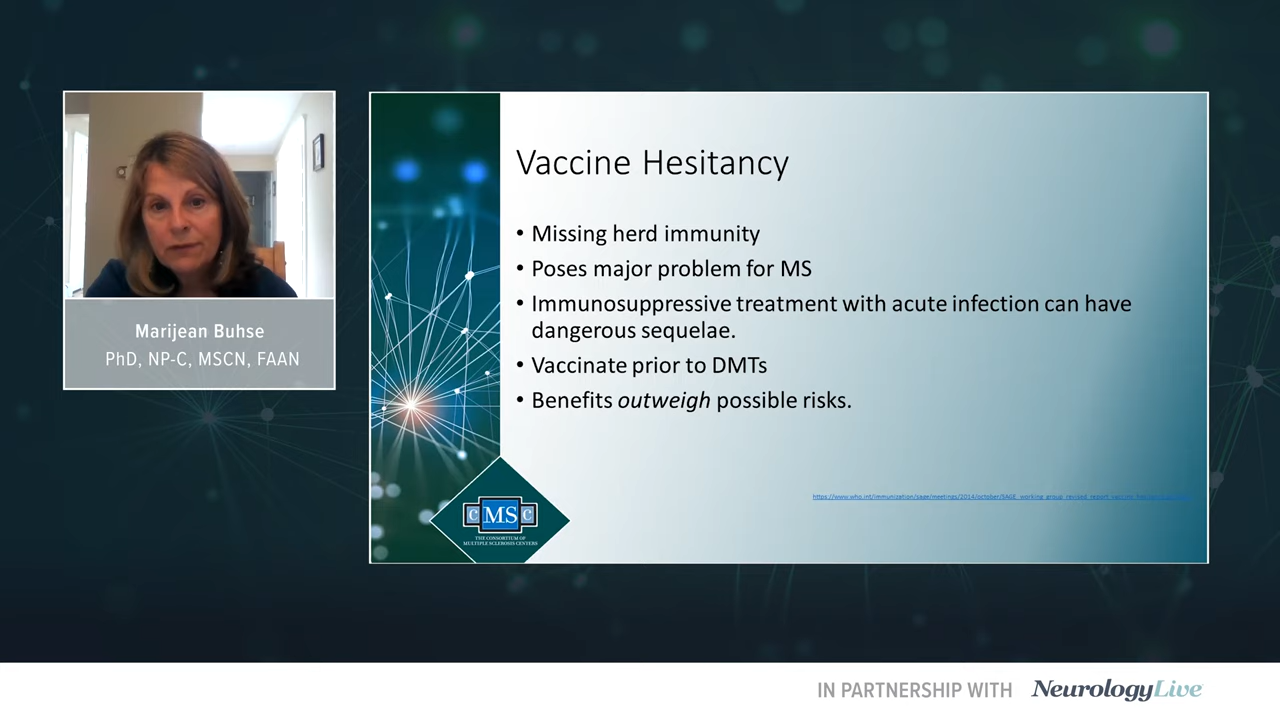 Marijean Buhse
PhD, NP-C, MSCN, FAAN
Vaccine Hesitancy
• Missing herd immunity
• Poses major problem for MS
• Immunosuppressive treatment with acute infection can have
dangerous sequelae.
• Vaccinate prior to DMTs
• Benefits outweigh possible risks.
CMSC
THE CONSORTIUM OF
MULTIPLE SCLEROSIS CENTERS
IN PARTNERSHIP WITH NeurologyLive